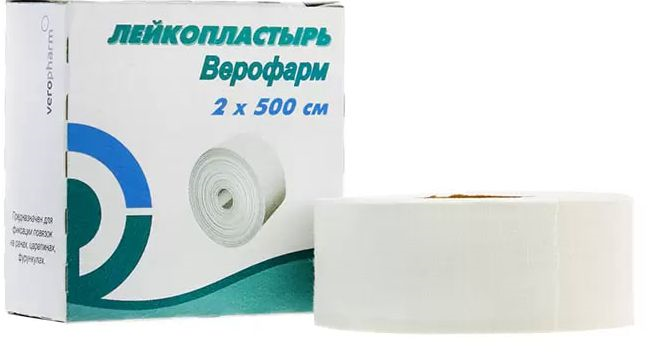 veropharm
ЛЕЙКОПЛАСТЫРЬ
Верофарм
2 х 500 см
Предназначен для
фиксации повязок
на ранах, царапинах,
фурункулах.